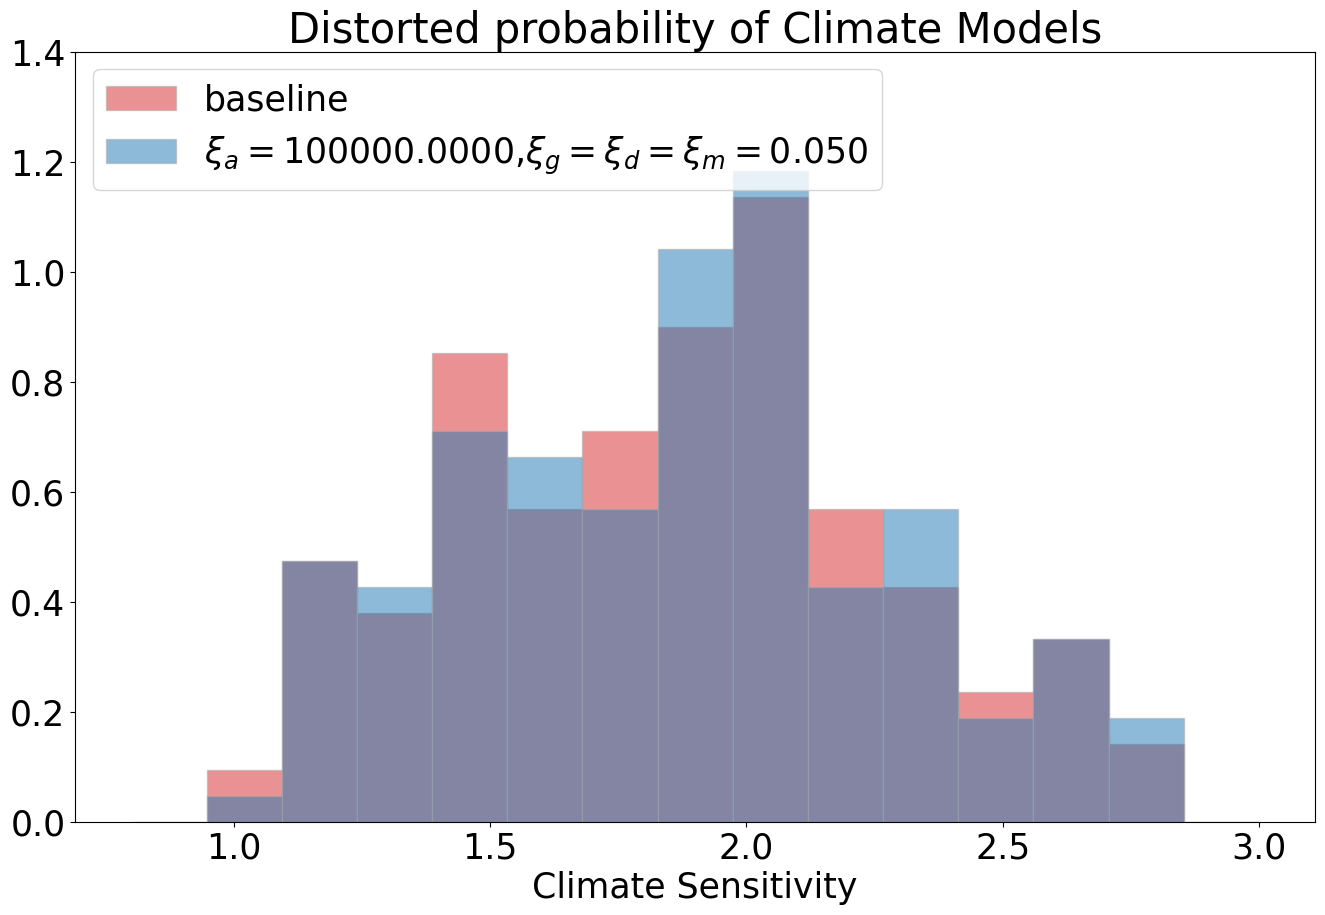 Distorted probability of Climate Models
1.4
1.2
1.0
0.8
0.6
0.4
0.2
0.0
baseline
ξₐ = 100000.0000,ξ_g = ξ_d = ξₘ = 0.050
1.0 1.5 2.0 2.5 3.0
Climate Sensitivity